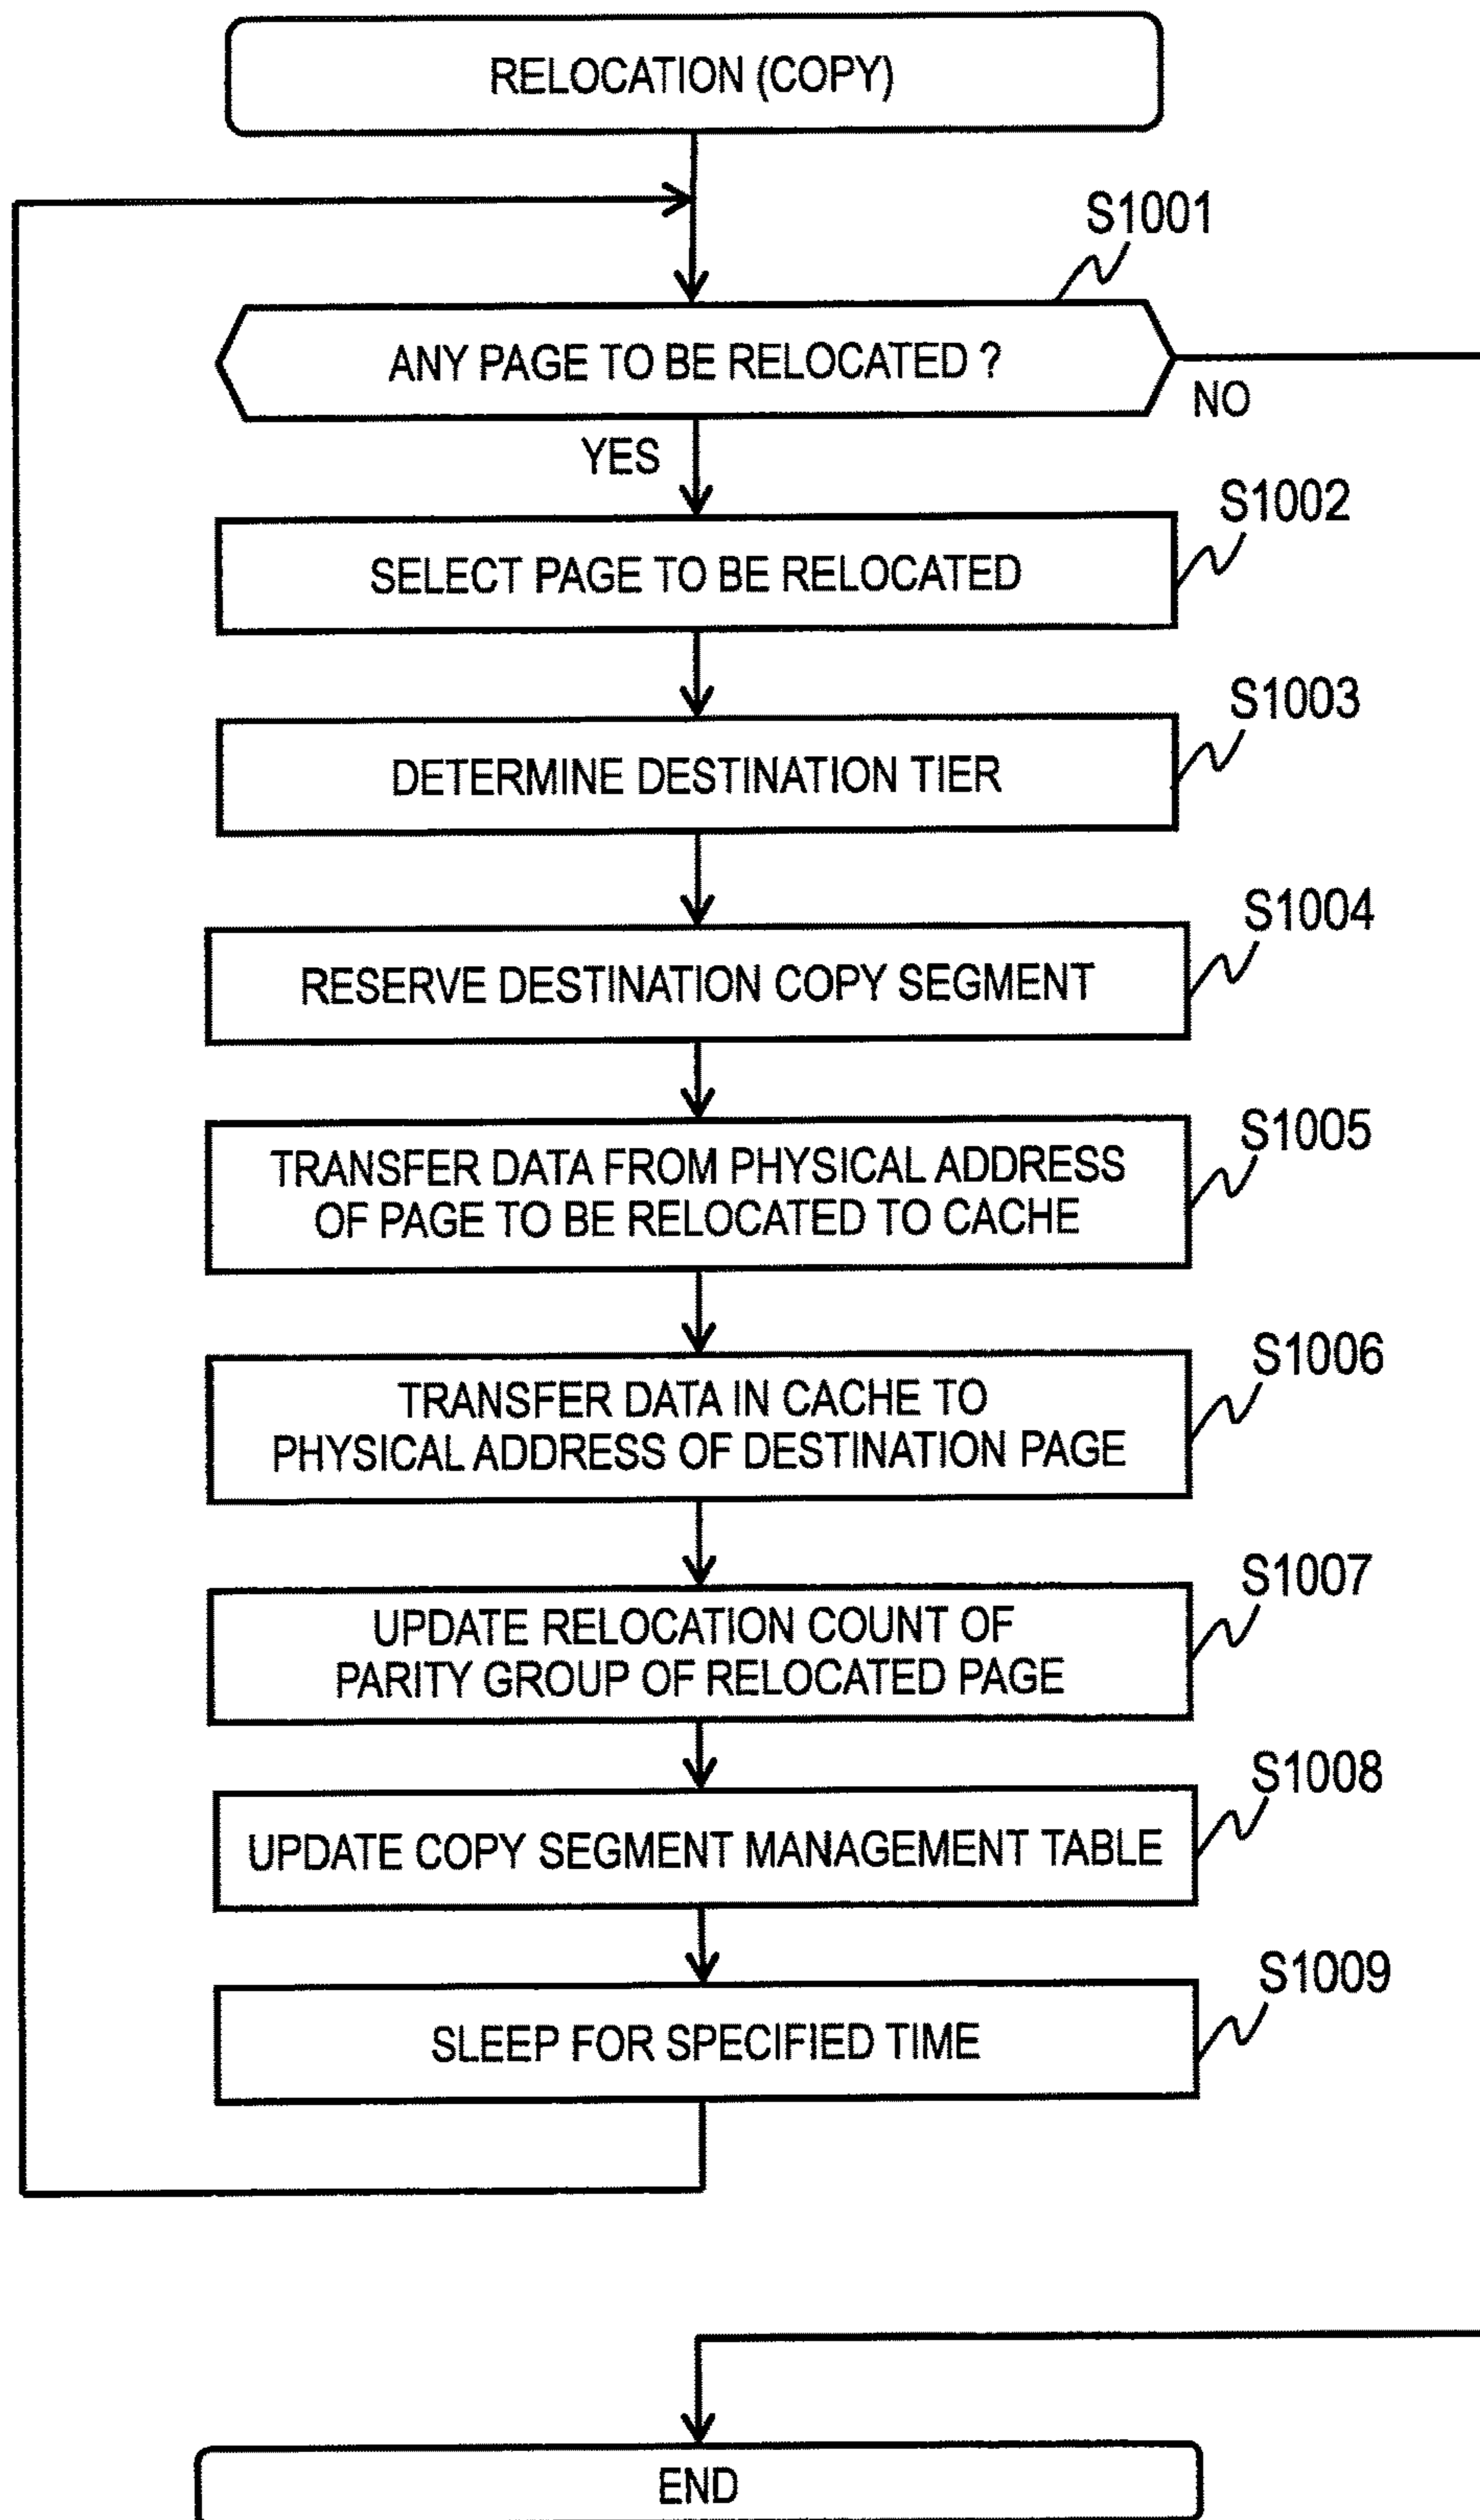 RELOCATION (COPY)
S1001
ANY PAGE TO BE RELOCATED ?
NO
YES
S1002
SELECT PAGE TO BE RELOCATED
S1003
DETERMINE DESTINATION TIER
S1004
RESERVE DESTINATION COPY SEGMENT
S1005
TRANSFER DATA FROM PHYSICAL ADDRESS
OF PAGE TO BE RELOCATED TO CACHE
S1006
TRANSFER DATA IN CACHE TO
PHYSICAL ADDRESS OF DESTINATION PAGE
S1007
UPDATE RELOCATION COUNT OF
PARITY GROUP OF RELOCATED PAGE
S1008
UPDATE COPY SEGMENT MANAGEMENT TABLE
S1009
SLEEP FOR SPECIFIED TIME
END